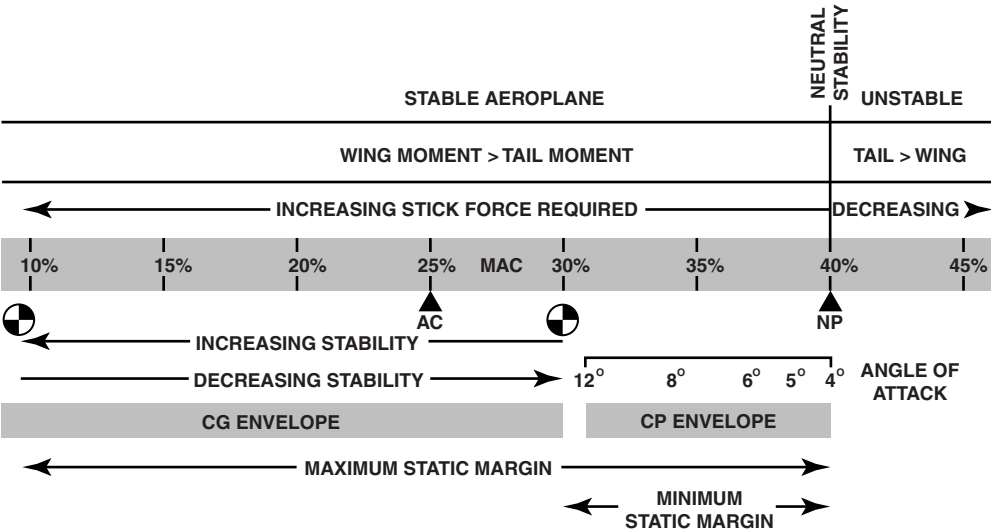 NEUTRAL
STABILITY
STABLE AEROPLANE
UNSTABLE
WING MOMENT > TAIL MOMENT
TAIL > WING
INCREASING STICK FORCE REQUIRED
DECREASING
10% 15% 20% 25% MAC 30% 35% 40% 45%
AC
NP
INCREASING STABILITY
DECREASING STABILITY
12° 8° 6° 5° 4°
ANGLE OF
ATTACK
CG ENVELOPE
CP ENVELOPE
MAXIMUM STATIC MARGIN
MINIMUM
STATIC MARGIN